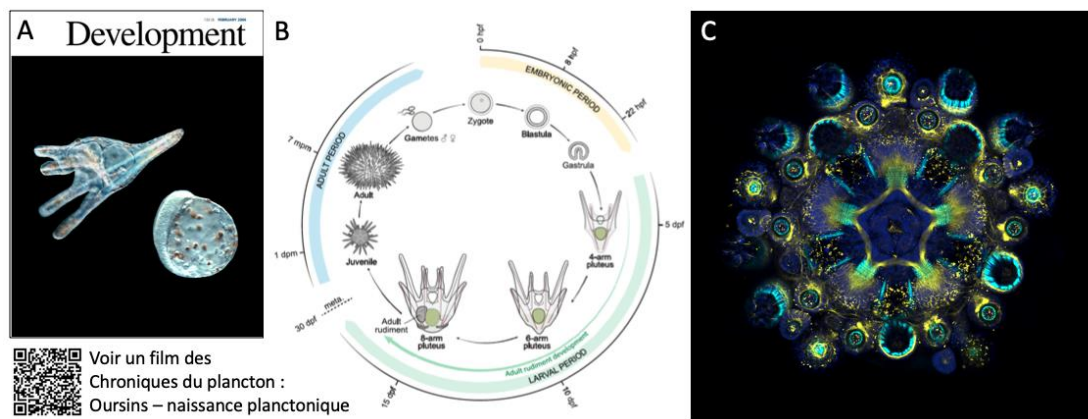 A
FEBRUARY 2008
Development
Voir un film des
Chroniques du plancton :
Oursins – naissance planctonique
B
0 hpf
8 hpf
22 hpf
5 dpf
10 dpf
15 dpf
30 dpf
meta
1 dpm
7 mpm
EMBRYONIC PERIOD
LARVAL PERIOD
ADULT PERIOD
Adult rudiment development
Gametes ♂ ♀
Zygote
Blastula
Gastrula
4-arm
pluteus
6-arm
pluteus
8-arm
pluteus
Adult
rudiment
Juvenile
Adult
C